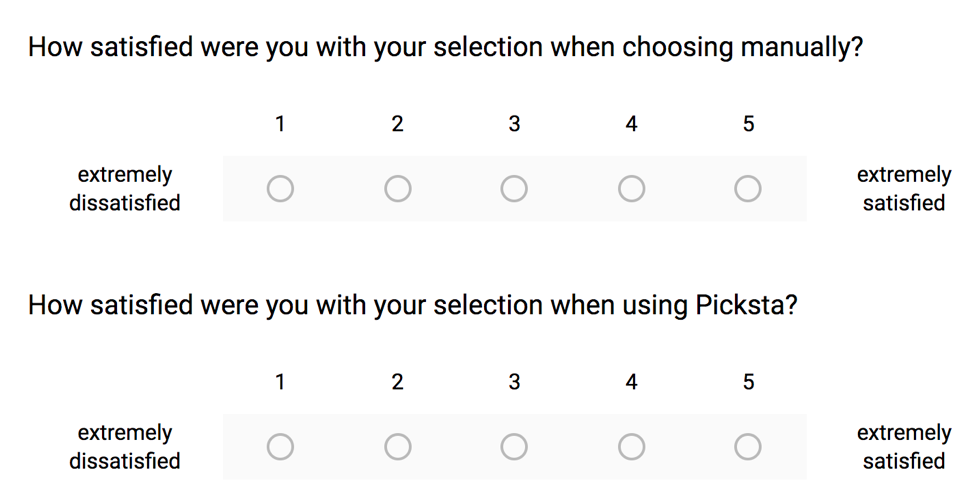 How satisfied were you with your selection when choosing manually?
1 2 3 4 5
extremely dissatisfied
extremely satisfied
How satisfied were you with your selection when using Picksta?
1 2 3 4 5
extremely dissatisfied
extremely satisfied